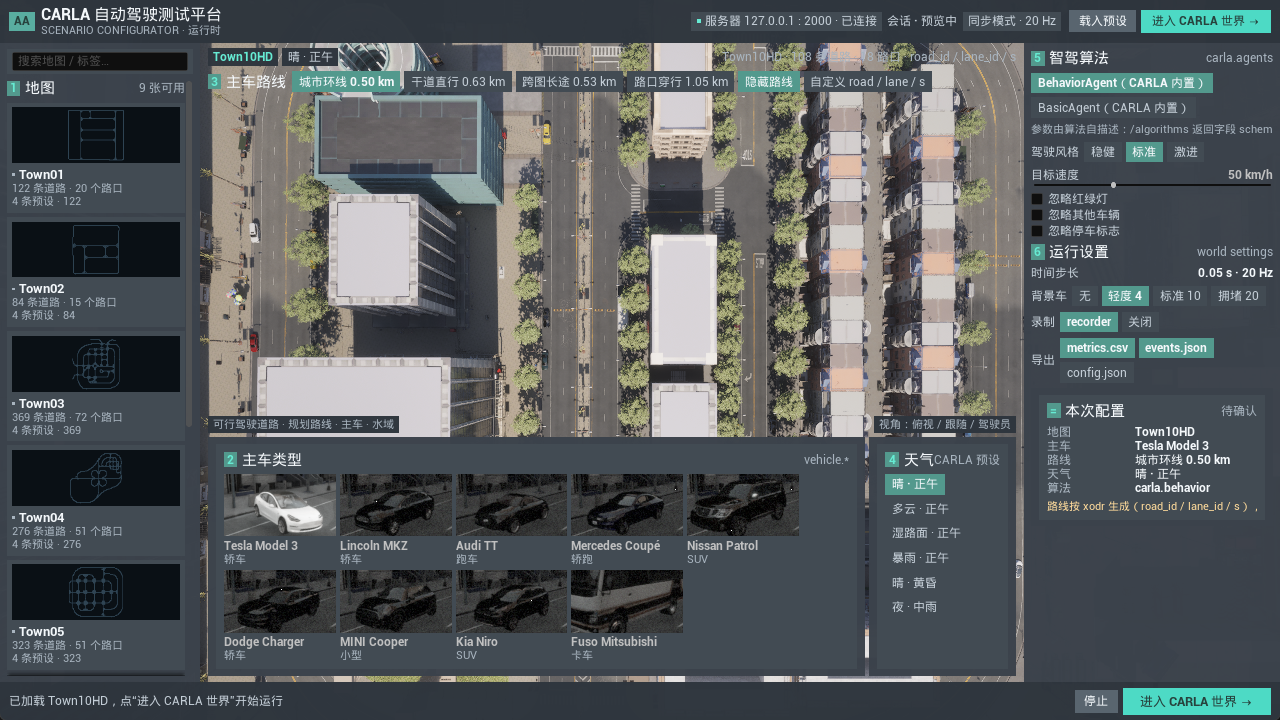 AA
CARLA 自动驾驶测试平台
SCENARIO CONFIGURATOR · 运行时
服务器 127.0.0.1 : 2000 · 已连接
会话 · 预览中
同步模式 · 20 Hz
载入预设
进入 CARLA 世界 →
搜索地图 / 标签...
1 地图
9 张可用
Town01
122 条道路 · 20 个路口
4 条预设 · 122
Town02
84 条道路 · 15 个路口
4 条预设 · 84
Town03
369 条道路 · 72 个路口
4 条预设 · 369
Town04
276 条道路 · 51 个路口
4 条预设 · 276
Town05
323 条道路 · 51 个路口
4 条预设 · 323
Town10HD
晴 · 正午
road_id / lane_id / s
3 主车路线
城市环线 0.50 km
干道直行 0.63 km
跨图长途 0.53 km
路口穿行 1.05 km
隐藏路线
自定义 road / lane / s
可行驾驶道路 · 规划路线 · 主车 · 水域
视角 : 俯视 / 跟随 / 驾驶员
2 主车类型
vehicle.*
Tesla Model 3
轿车
Lincoln MKZ
轿车
Audi TT
跑车
Mercedes Coupé
轿跑
Nissan Patrol
SUV
Dodge Charger
轿车
MINI Cooper
小型
Kia Niro
SUV
Fuso Mitsubishi
卡车
4 天气
CARLA 预设
晴 · 正午
多云 · 正午
湿路面 · 正午
暴雨 · 正午
晴 · 黄昏
夜 · 中雨
5 智驾算法
carla.agents
BehaviorAgent ( CARLA 内置 )
BasicAgent ( CARLA 内置 )
参数由算法自描述 : /algorithms 返回字段 schem
驾驶风格
稳健
标准
激进
目标速度
50 km/h
忽略红绿灯
忽略其他车辆
忽略停车标志
6 运行设置
world settings
时间步长
0.05 s · 20 Hz
背景车
无
轻度 4
标准 10
拥堵 20
录制
recorder
关闭
导出
metrics.csv
events.json
config.json
= 本次配置
待确认
地图 Town10HD
主车 Tesla Model 3
路线 城市环线 0.50 km
天气 晴 · 正午
算法 carla.behavior
路线按 xodr 生成 ( road_id / lane_id / s ) ,
已加载 Town10HD , 点“进入 CARLA 世界”开始运行
停止
进入 CARLA 世界 →